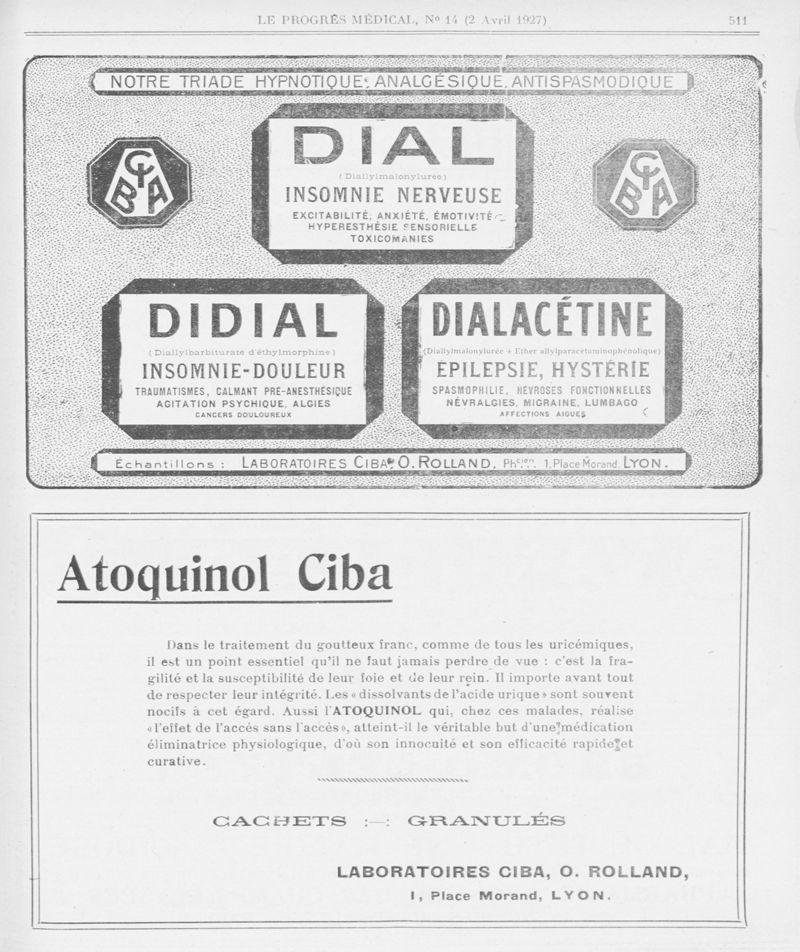 LE PROGRÊS MÉDICAL, Nº 14 (2 Avril 1927) 511
NOTRE TRIADE HYPNOTIQUE, ANALGÉSIQUE, ANTISPASMODIQUE
DIAL
(Diallylmalonylurée)
INSOMNIE NERVEUSE
EXCITABILITÉ, ANXIÉTÉ, ÉMOTIVITÉ
HYPERESTHÉSIE SENSORIELLE
TOXICOMANIES
CIBA
CIBA
DIDIAL
(Diallylbarbiturate d'éthylmorphine)
INSOMNIE-DOULEUR
TRAUMATISMES, CALMANT PRÉ-ANESTHÉSIQUE
AGITATION PSYCHIQUE, ALGIES
CANCERS DOULOUREUX
DIALACÉTINE
(Diallylmalonylurée + Ether allylparacetaminophénolique)
ÉPILEPSIE, HYSTÉRIE
SPASMOPHILIE, NÉVROSES FONCTIONNELLES
NÉVRALGIES, MIGRAINE, LUMBAGO
AFFECTIONS AIGUES
Échantillons : LABORATOIRES CIBA, O. ROLLAND, Phcien, 1, Place Morand, LYON.
Atoquinol Ciba
Dans le traitement du goutteux franc, comme de tous les uricémiques,
il est un point essentiel qu'il ne faut jamais perdre de vue : c'est la fra-
gilité et la susceptibilité de leur foie et de leur rein. Il importe avant tout
de respecter leur intégrité. Les « dissolvants de l'acide urique » sont souvent
nocifs à cet égard. Aussi l'ATOQUINOL qui, chez ces malades, réalise
« l'effet de l'accés sans l'accès », atteint-il le véritable but d'une médication
éliminatrice physiologique, d'où son innocuité et son efficacité rapide et
curative.
CACHETS :—: GRANULÉS
LABORATOIRES CIBA, O. ROLLAND,
1, Place Morand, LYON.